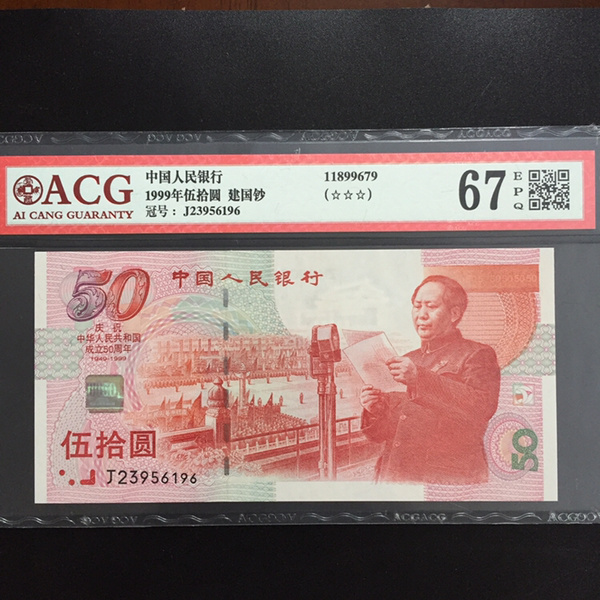 ACG
AI CANG GUARANTY
中国人民银行
1999年伍拾圆 建国钞
冠号： J23956196
11899679
(☆☆☆)
67
EPQ
50
中国人民银行
庆祝
中华人民共和国
成立50周年
1949-1999
伍拾圆
J23956196
50